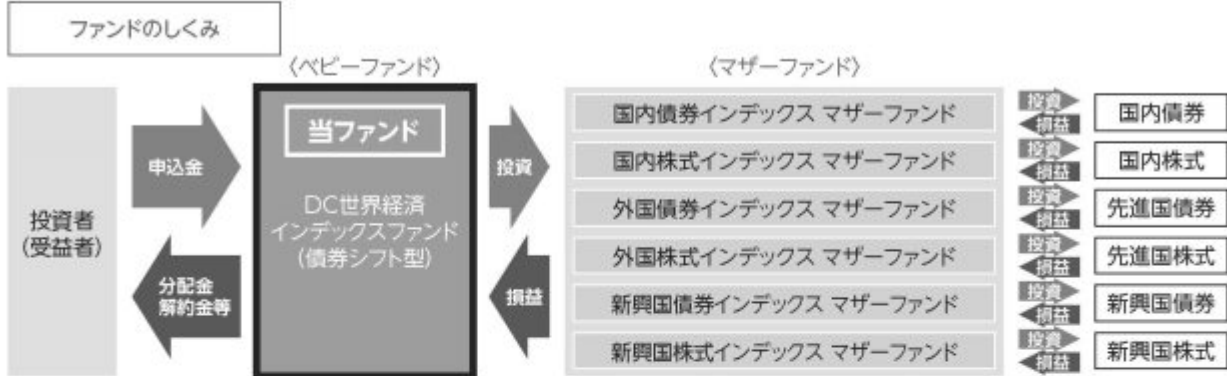 ファンドのしくみ
〈ベビーファンド〉
〈マザーファンド〉
投資者
(受益者)
申込金
分配金
解約金等
当ファンド
DC世界経済
インデックスファンド
(債券シフト型)
投資
損益
国内債券インデックス マザーファンド
投資
損益
国内債券
国内株式インデックス マザーファンド
投資
損益
国内株式
外国債券インデックス マザーファンド
投資
損益
先進国債券
外国株式インデックス マザーファンド
投資
損益
先進国株式
新興国債券インデックス マザーファンド
投資
損益
新興国債券
新興国株式インデックス マザーファンド
投資
損益
新興国株式